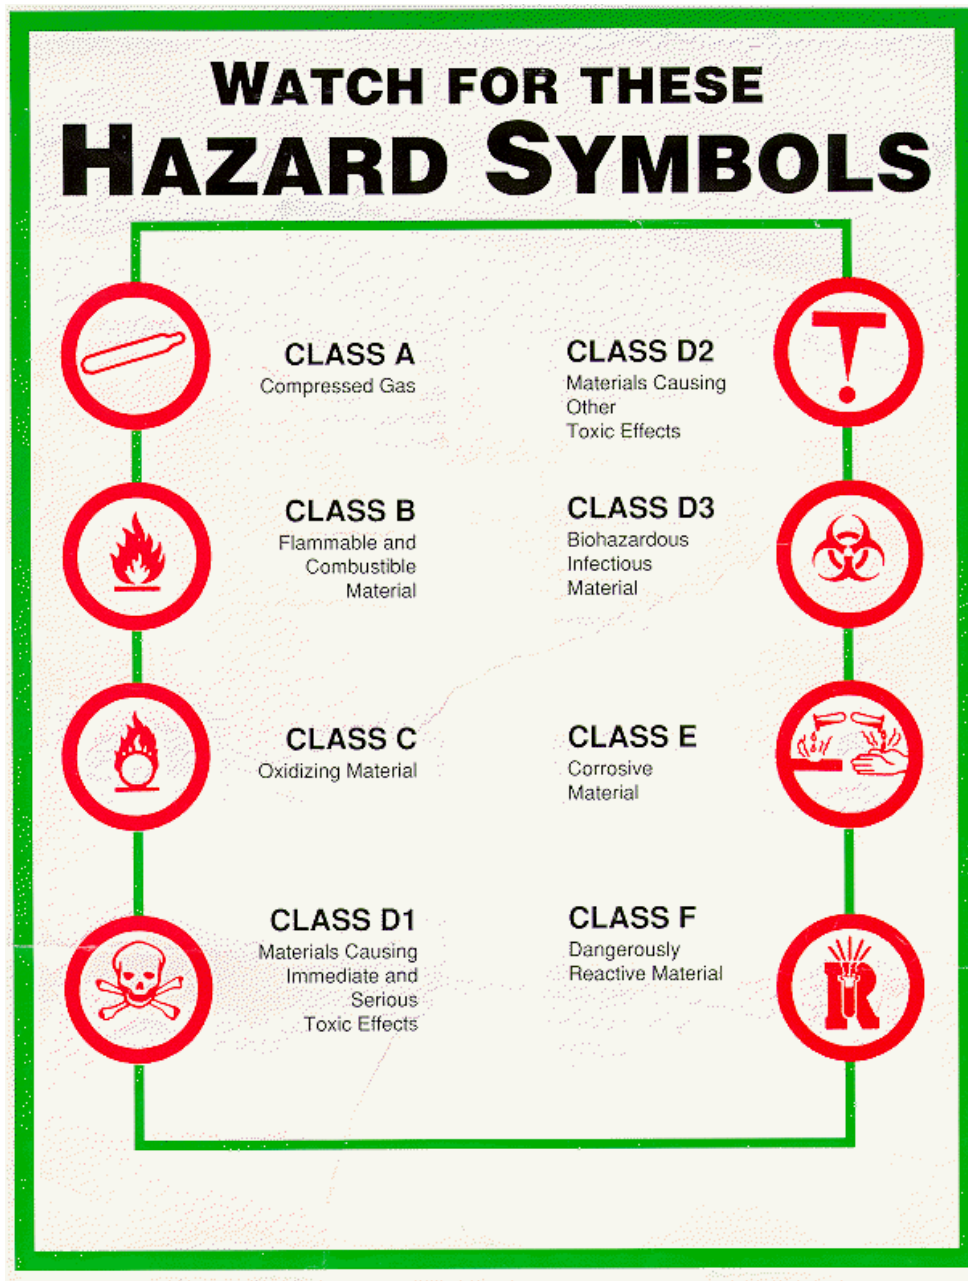 WATCH FOR THESE
HAZARD SYMBOLS
CLASS A
Compressed Gas
CLASS B
Flammable and
Combustible
Material
CLASS C
Oxidizing Material
CLASS D1
Materials Causing
Immediate and
Serious
Toxic Effects
CLASS D2
Materials Causing
Other
Toxic Effects
CLASS D3
Biohazardous
Infectious
Material
CLASS E
Corrosive
Material
CLASS F
Dangerously
Reactive Material
R